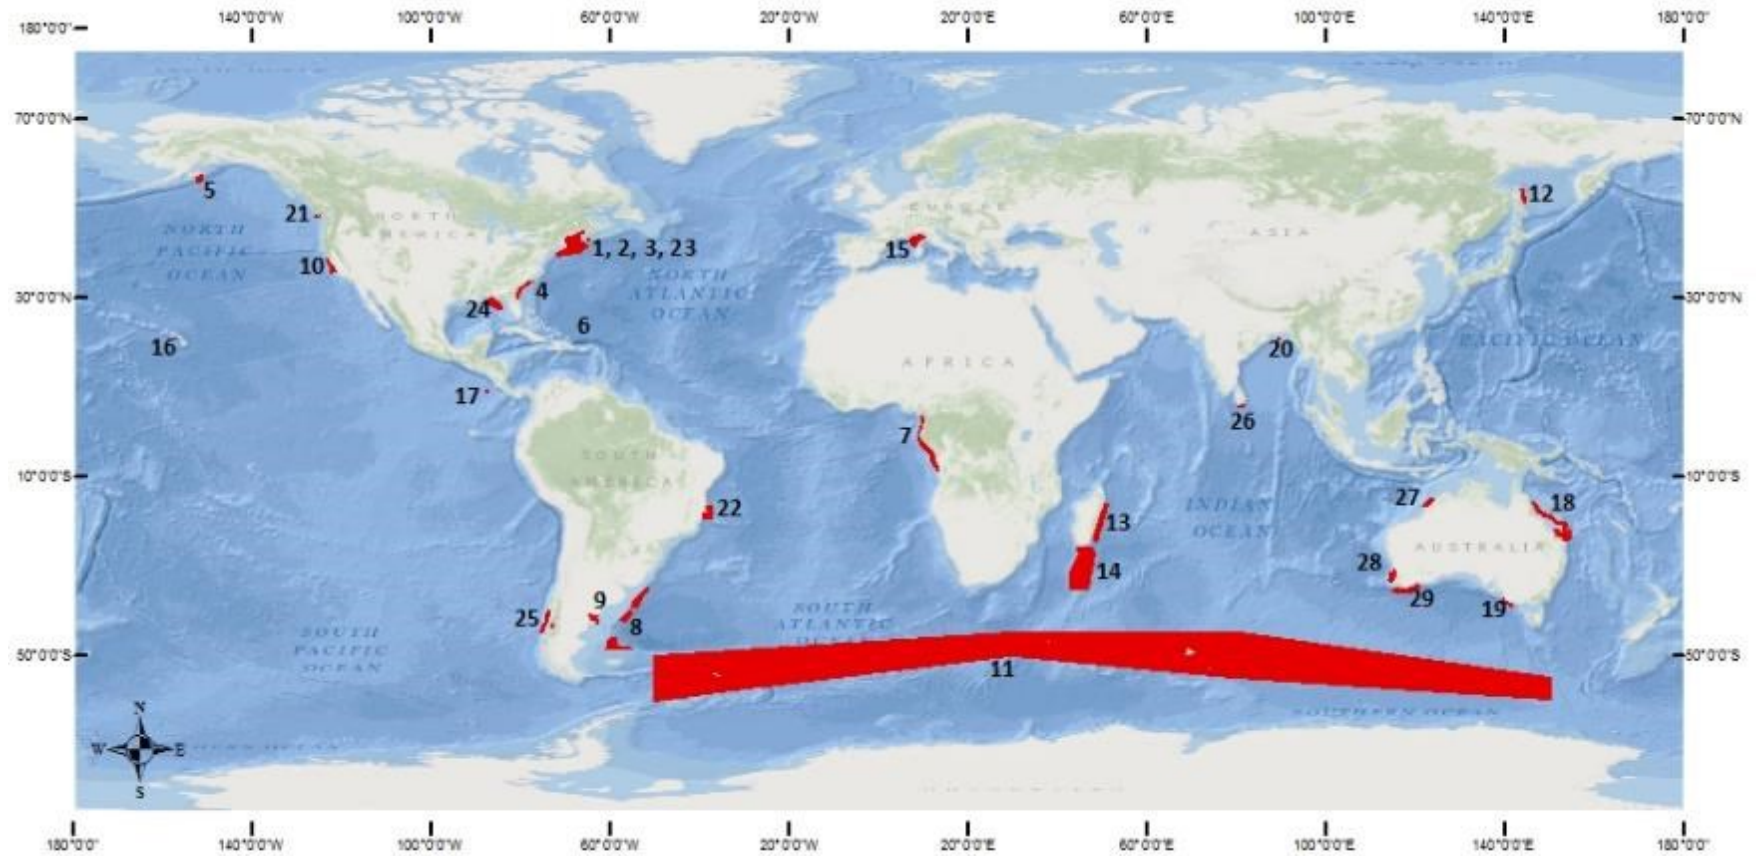 140°0'0"W 100°0'0"W 60°0'0"W 20°0'0"W 20°0'0"E 60°0'0"E 100°0'0"E 140°0'0"E 180°0'0"
180°0'0"
70°0'0"N 70°0'0"N
5
12
21
NORTH
AMERICA
EUROPE
NORTH
PACIFIC
OCEAN
1, 2, 3, 23
15
ASIA
10
NORTH
ATLANTIC
OCEAN
4
30°0'0"N 30°0'0"N
24
6
16
20
PACIFIC OCEAN
AFRICA
17
26
7
SOUTH
AMERICA
10°0'0"S 10°0'0"S
27
18
22
INDIAN
OCEAN
13
AUSTRALIA
14
28
9
29
19
25
8
SOUTH
ATLANTIC
OCEAN
SOUTH
PACIFIC
OCEAN
50°0'0"S 50°0'0"S
11
SOUTHERN OCEAN
N
W E
S
180°0'0"W 140°0'0"W 100°0'0"W 60°0'0"W 20°0'0"W 20°0'0"E 60°0'0"E 100°0'0"E 140°0'0"E 180°0'0"